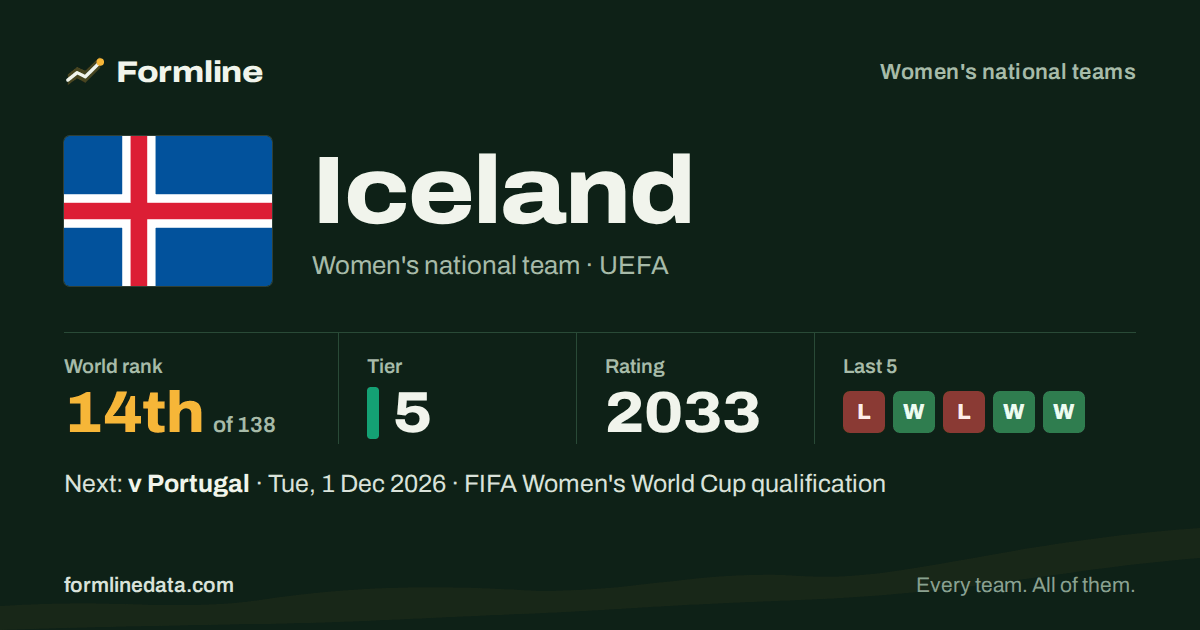 Formline
Women's national teams
Iceland
Women's national team · UEFA
World rank
14th of 138
Tier
5
Rating
2033
Last 5
L W L W W
Next: v Portugal · Tue, 1 Dec 2026 · FIFA Women's World Cup qualification
formlinedata.com
Every team. All of them.